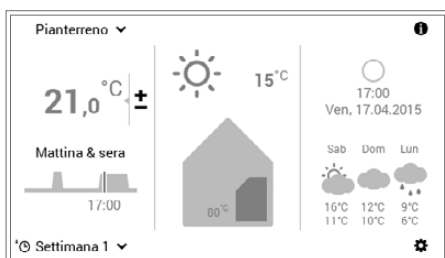 Pianterreno
21,0 °C ±
Mattina & sera
17:00
Settimana 1
15°C
00°C
17:00
Ven, 17.04.2015
Sab Dom Lun
16°C 12°C 9°C
11°C 10°C 6°C